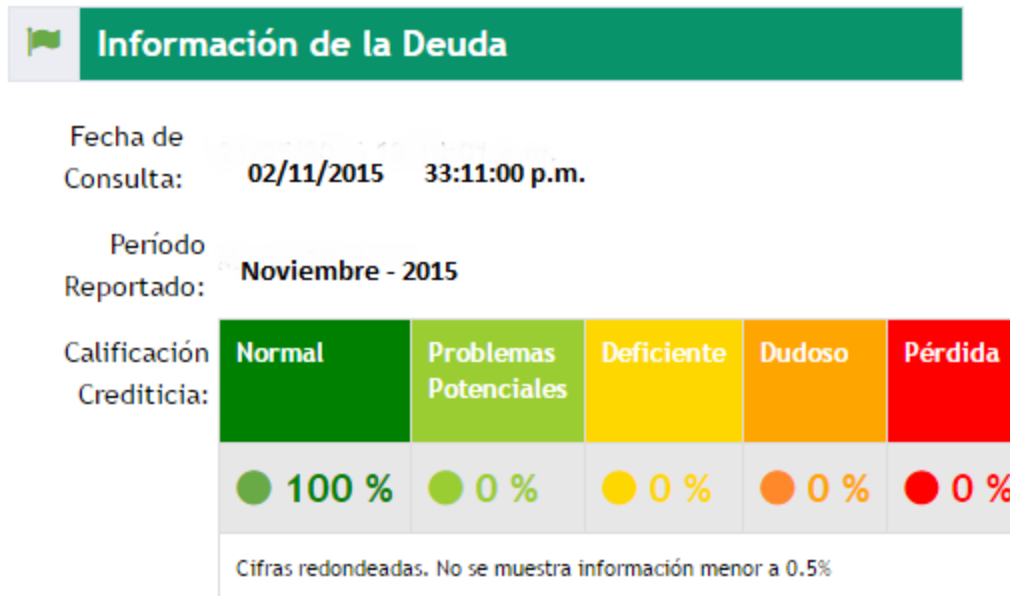 Información de la Deuda
Fecha de
Consulta:
02/11/2015 33:11:00 p.m.
Período
Reportado:
Noviembre - 2015
Calificación
Crediticia:
Normal
Problemas
Potenciales
Deficiente
Dudoso
Pérdida
100 %
0 %
0 %
0 %
0 %
Cifras redondeadas. No se muestra información menor a 0.5%